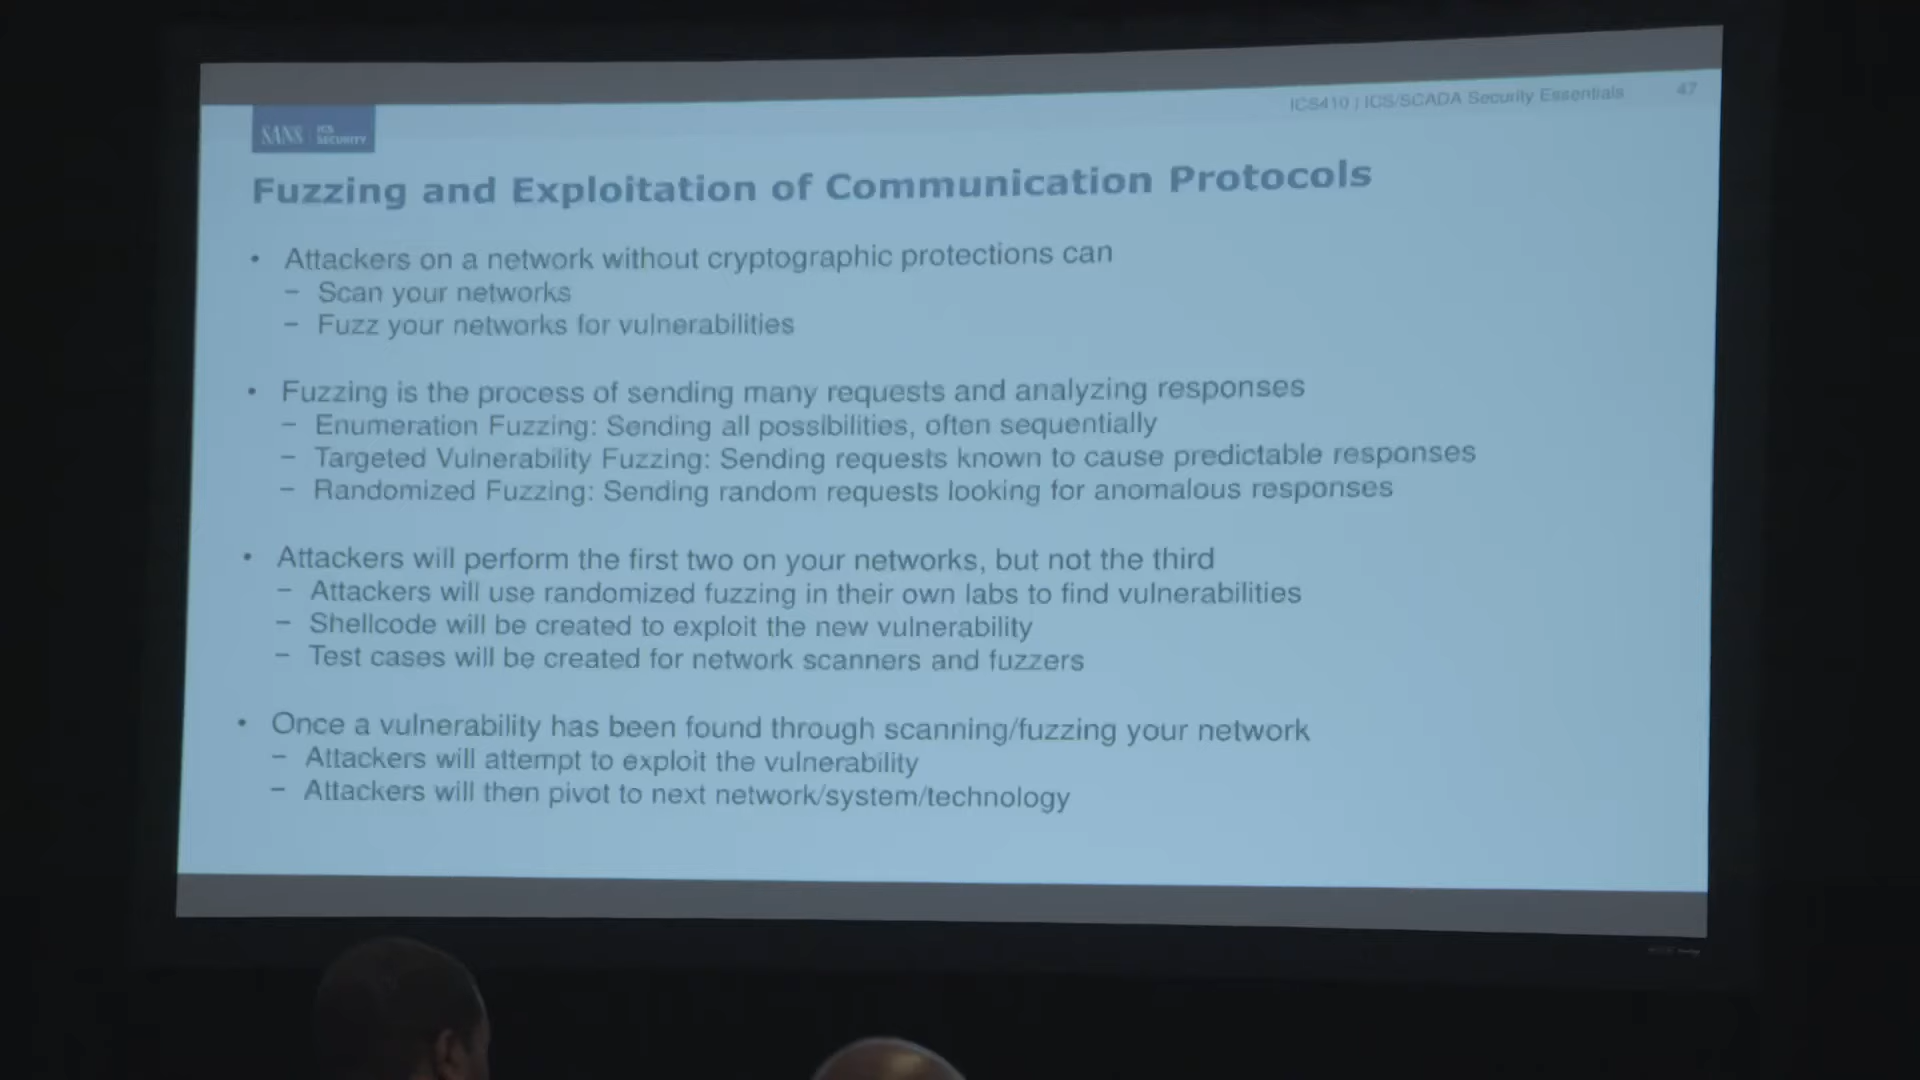 ICS410 | ICS/SCADA Security Essentials 47
SANS | ICS SECURITY
Fuzzing and Exploitation of Communication Protocols
• Attackers on a network without cryptographic protections can
– Scan your networks
– Fuzz your networks for vulnerabilities
• Fuzzing is the process of sending many requests and analyzing responses
– Enumeration Fuzzing: Sending all possibilities, often sequentially
– Targeted Vulnerability Fuzzing: Sending requests known to cause predictable responses
– Randomized Fuzzing: Sending random requests looking for anomalous responses
• Attackers will perform the first two on your networks, but not the third
– Attackers will use randomized fuzzing in their own labs to find vulnerabilities
– Shellcode will be created to exploit the new vulnerability
– Test cases will be created for network scanners and fuzzers
• Once a vulnerability has been found through scanning/fuzzing your network
– Attackers will attempt to exploit the vulnerability
– Attackers will then pivot to next network/system/technology